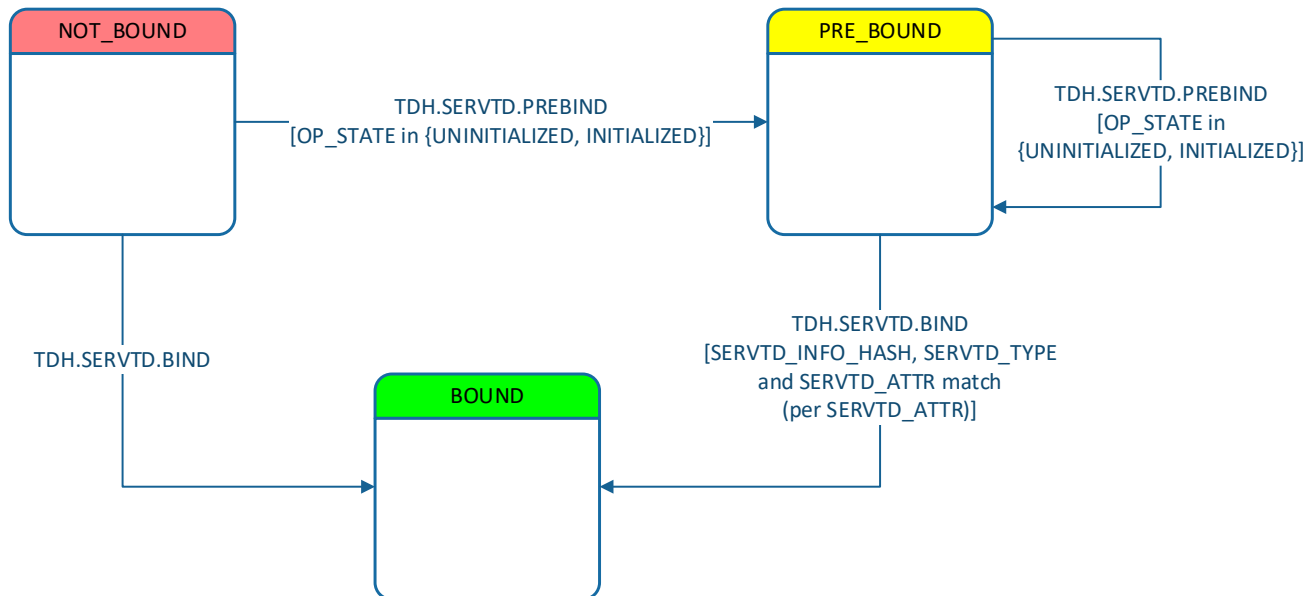 NOT_BOUND
PRE_BOUND
TDH.SERVTD.PREBIND
[OP_STATE in {UNINITIALIZED, INITIALIZED}]
TDH.SERVTD.PREBIND
[OP_STATE in
{UNINITIALIZED, INITIALIZED}]
TDH.SERVTD.BIND
TDH.SERVTD.BIND
[SERVTD_INFO_HASH, SERVTD_TYPE
and SERVTD_ATTR match
(per SERVTD_ATTR)]
BOUND